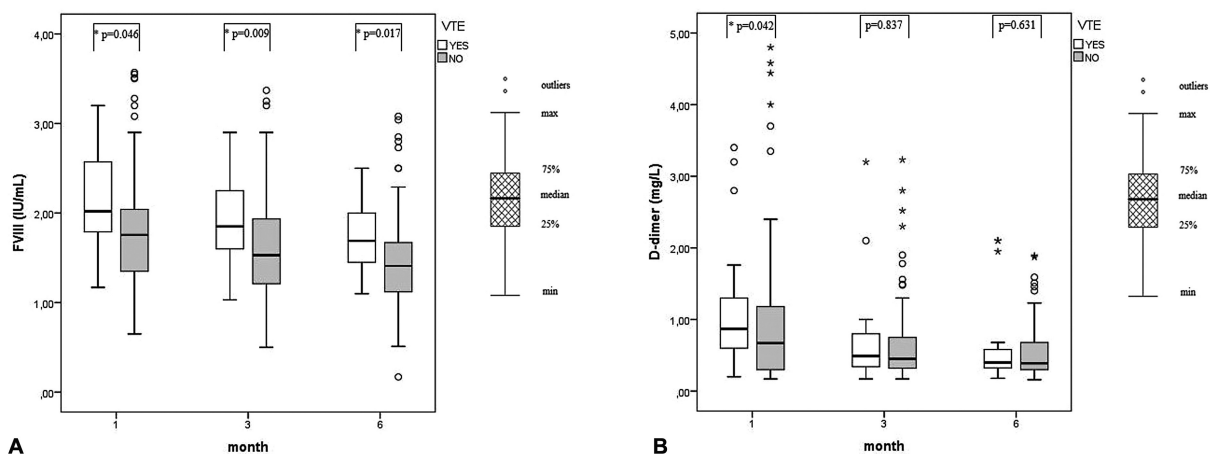 * p=0.046
* p=0.009
* p=0.017
VTE
YES
NO
4,00
3,00
2,00
1,00
,00
FVIII (IU/mL)
1
3
6
month
outliers
max
75%
median
25%
min
A
* p=0.042
p=0.837
p=0.631
VTE
YES
NO
5,00
4,00
3,00
2,00
1,00
,00
D-dimer (mg/L)
1
3
6
month
outliers
max
75%
median
25%
min
B